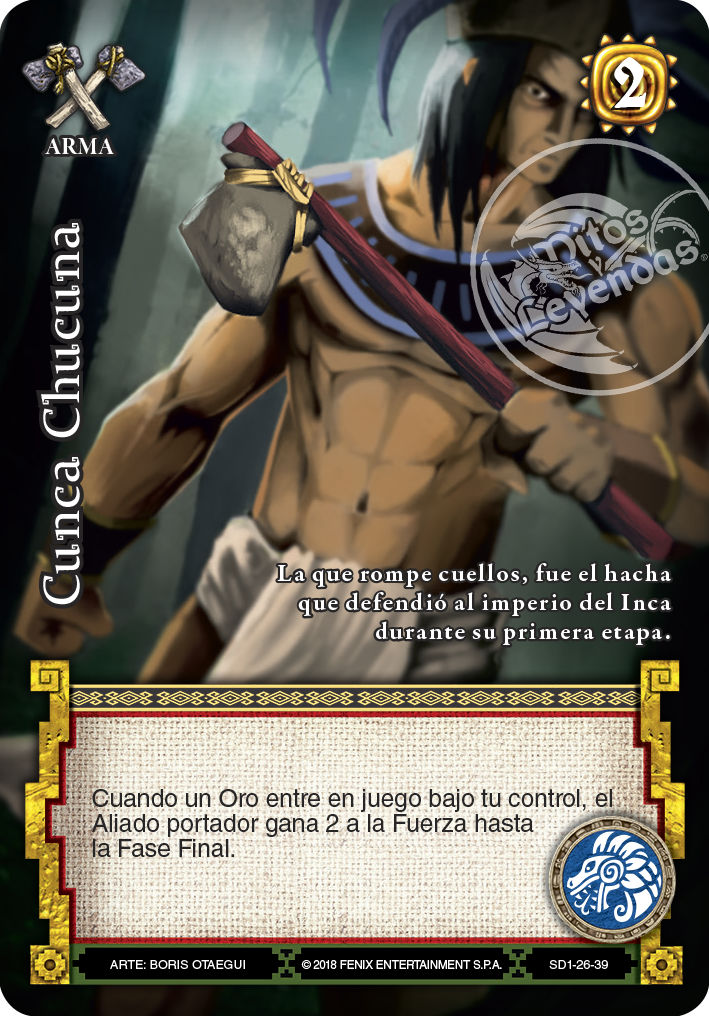 2
ARMA
Mitos
y
Leyendas®
Cunca Chucuna
La que rompe cuellos, fue el hacha
que defendió al imperio del Inca
durante su primera etapa.
Cuando un Oro entre en juego bajo tu control, el
Aliado portador gana 2 a la Fuerza hasta
la Fase Final.
ARTE: BORIS OTAEGUI
© 2018 FENIX ENTERTAINMENT S.P.A.
SD1-26-39